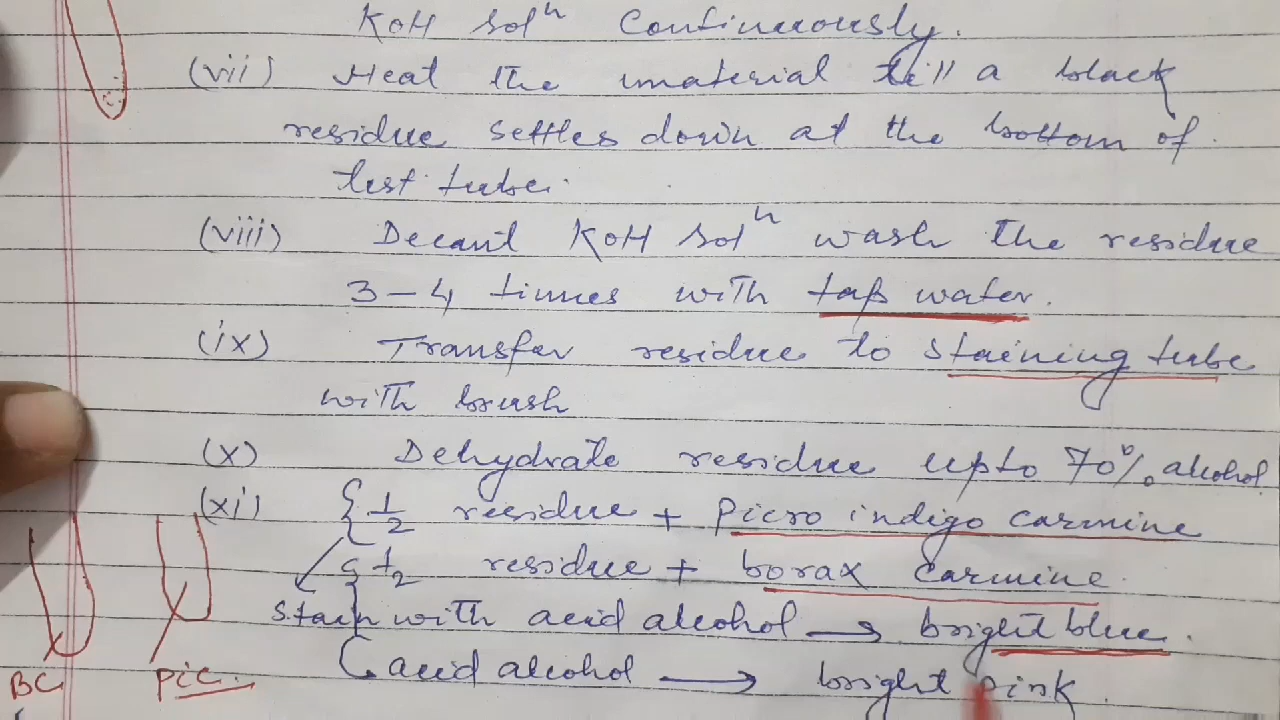 KOH solⁿ Continuously.
(vii) Heat the material till a black
residue settles down at the bottom of
test tube.
(viii) Decant KOH Solⁿ wash the residue
3-4 times with tap water.
(ix) Transfer residue to staining tube
with brush
(x) Dehydrate residue upto 70% alcohol
(xi) { 1/2 residue + Picro indigo carmine
{ 1/2 residue + borax carmine.
Stain with acid alcohol → bright blue.
acid alcohol → bright pink.
BC PIC.